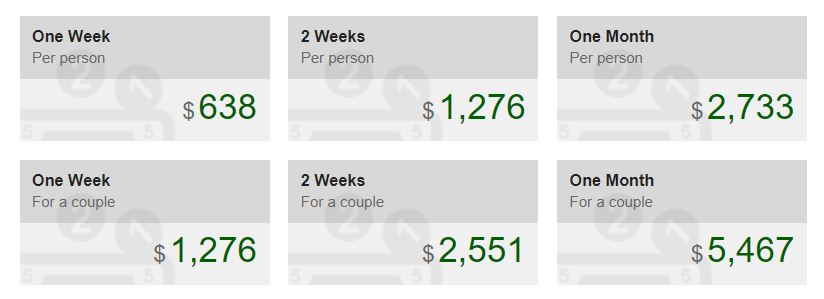 One Week
Per person
$638
2 Weeks
Per person
$1,276
One Month
Per person
$2,733
One Week
For a couple
$1,276
2 Weeks
For a couple
$2,551
One Month
For a couple
$5,467